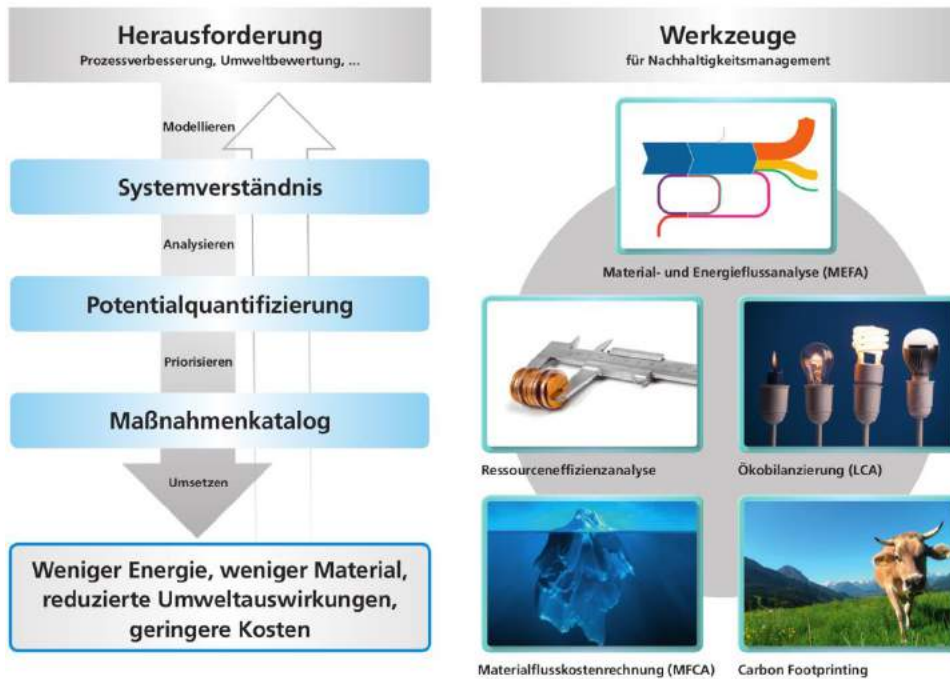 Herausforderung
Prozessverbesserung, Umweltbewertung, ...
Modellieren
Systemverständnis
Analysieren
Potentialquantifizierung
Priorisieren
Maßnahmenkatalog
Umsetzen
Weniger Energie, weniger Material,
reduzierte Umweltauswirkungen,
geringere Kosten
Werkzeuge
für Nachhaltigkeitsmanagement
Material- und Energieflussanalyse (MEFA)
Ressourceneffizienzanalyse
Ökobilanzierung (LCA)
Materialflusskostenrechnung (MFCA)
Carbon Footprinting